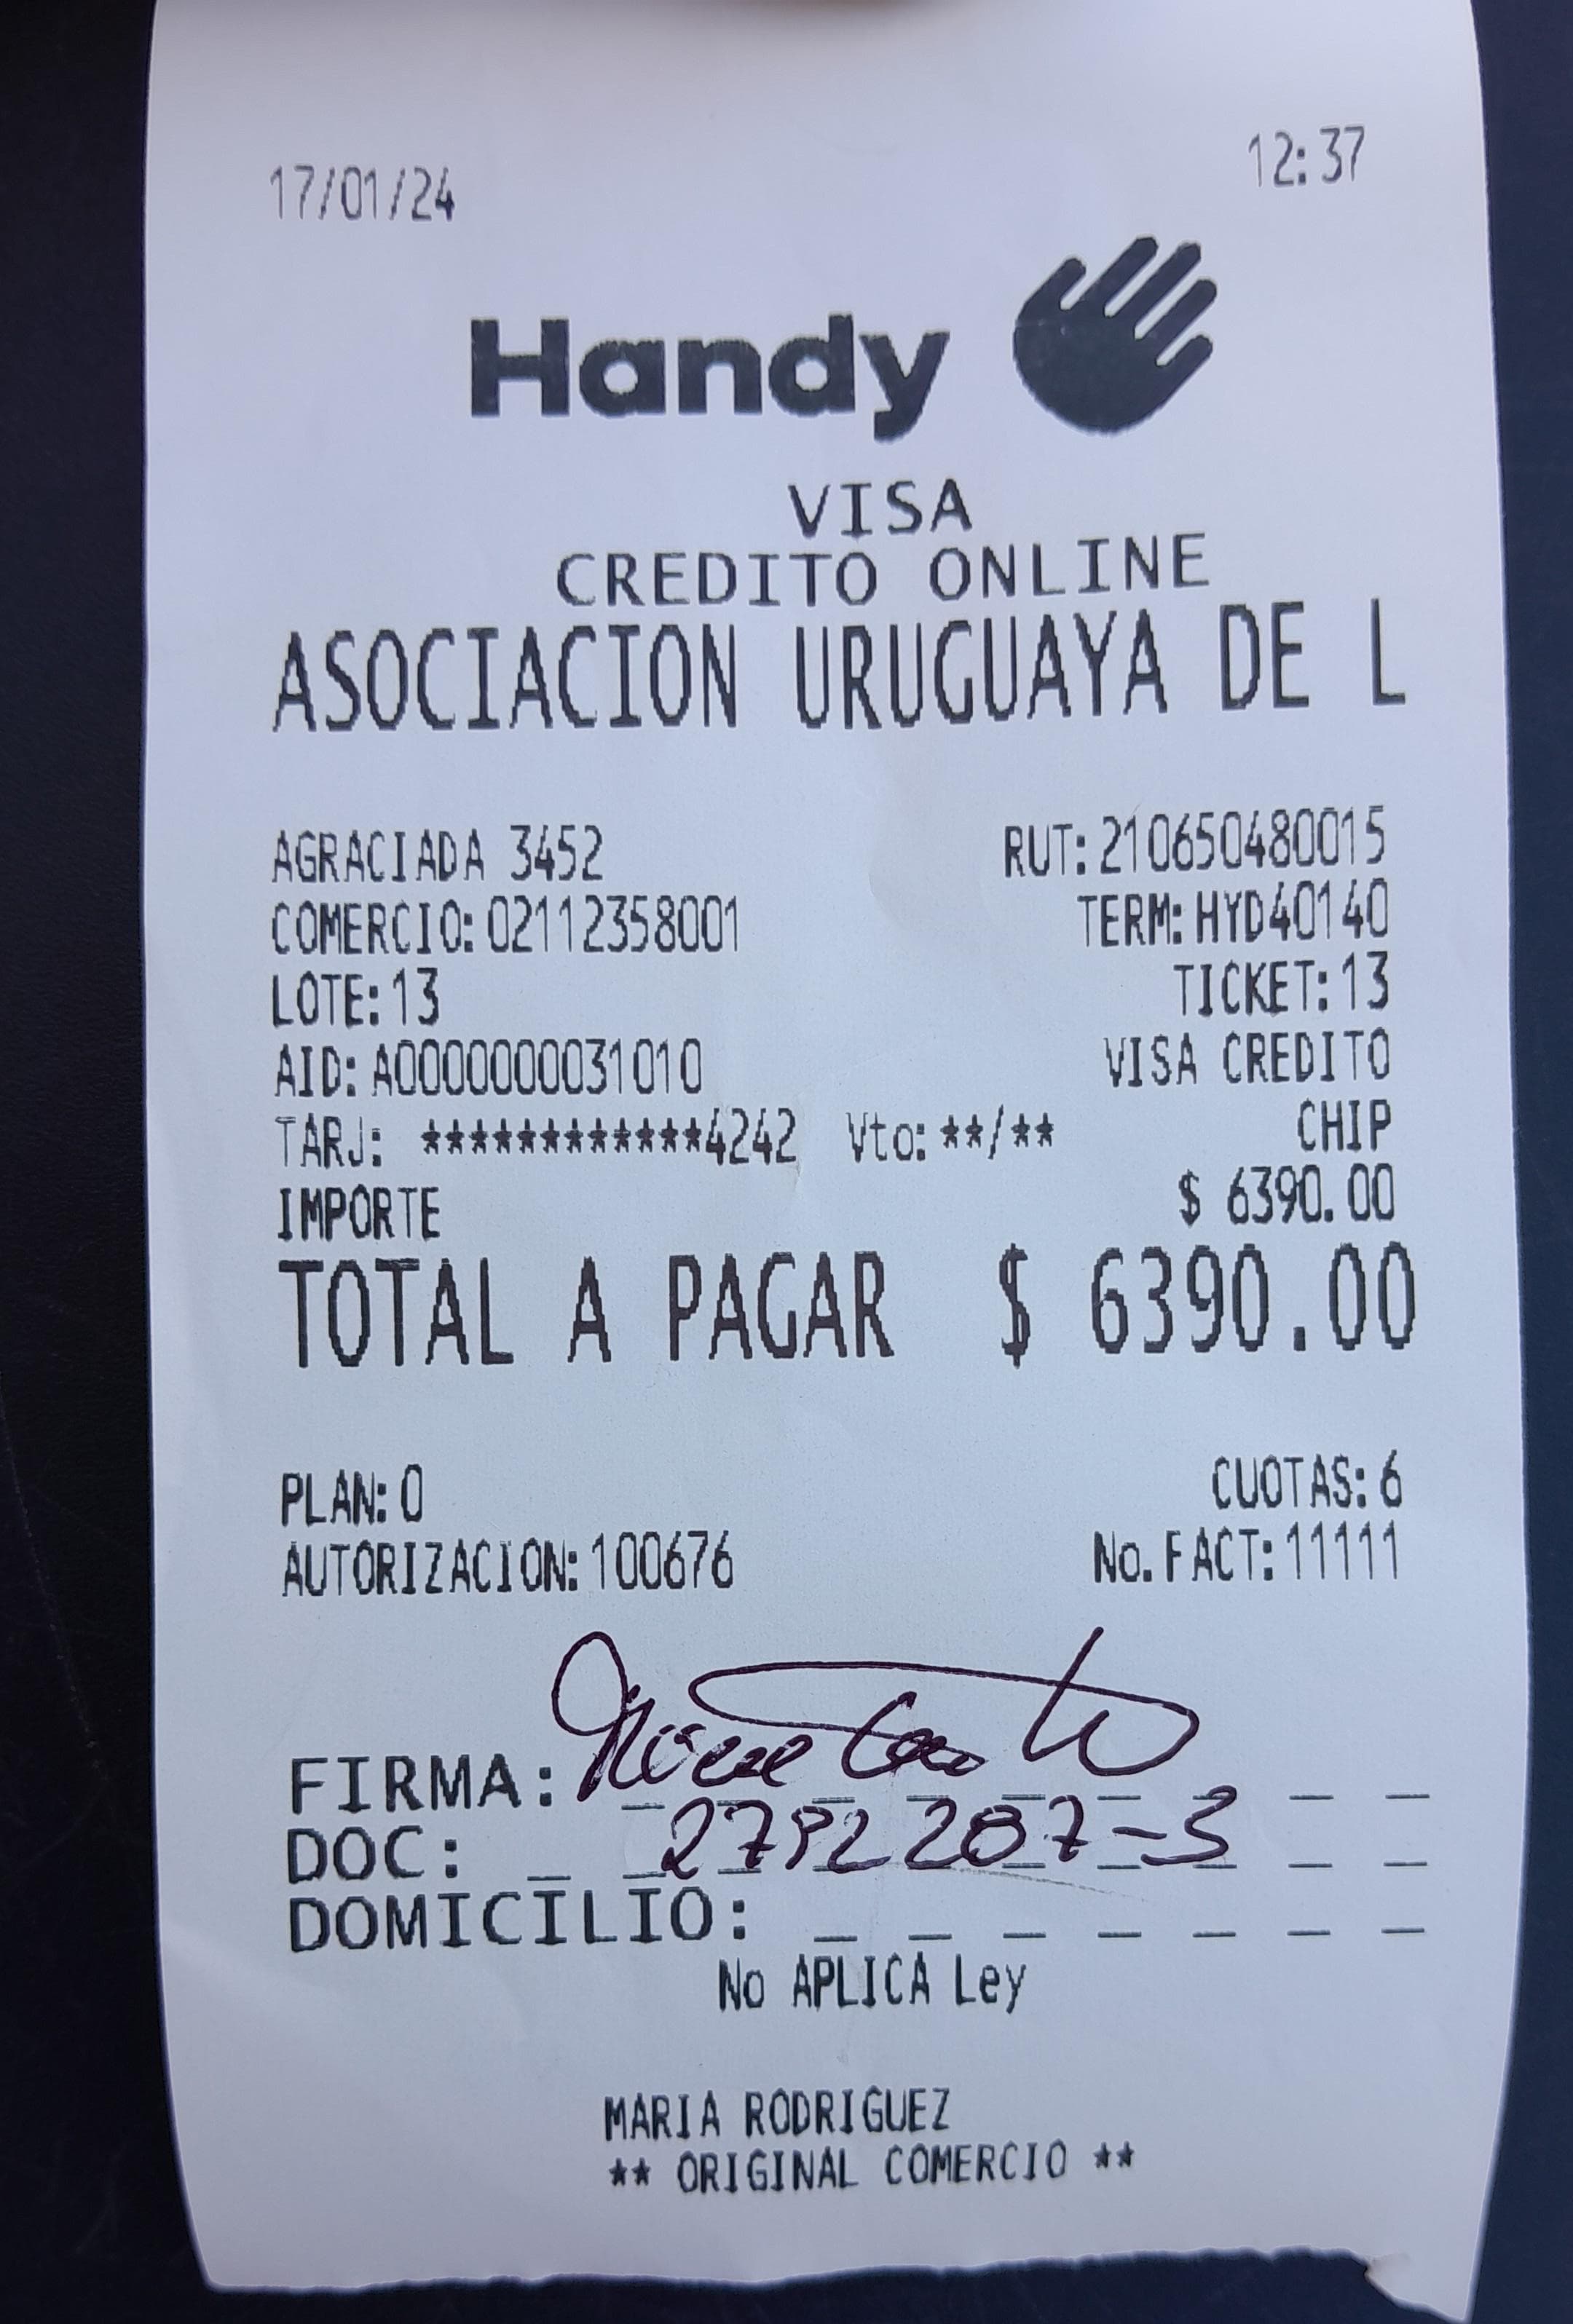 17/01/24 12:37
Handy
VISA
CREDITO ONLINE
ASOCIACION URUGUAYA DE L
AGRACIADA 3452 RUT:210650480015
COMERCIO:02112358001 TERM:HYD40140
LOTE:13 TICKET:13
AID:A0000000031010 VISA CREDITO
TARJ: ************4242 Vto:**/** CHIP
IMPORTE $ 6390.00
TOTAL A PAGAR $ 6390.00
PLAN:0 CUOTAS:6
AUTORIZACION:100676 No.FACT:11111
FIRMA:
DOC: 2792207-3
DOMICILIO:
No APLICA Ley
MARIA RODRIGUEZ
** ORIGINAL COMERCIO **